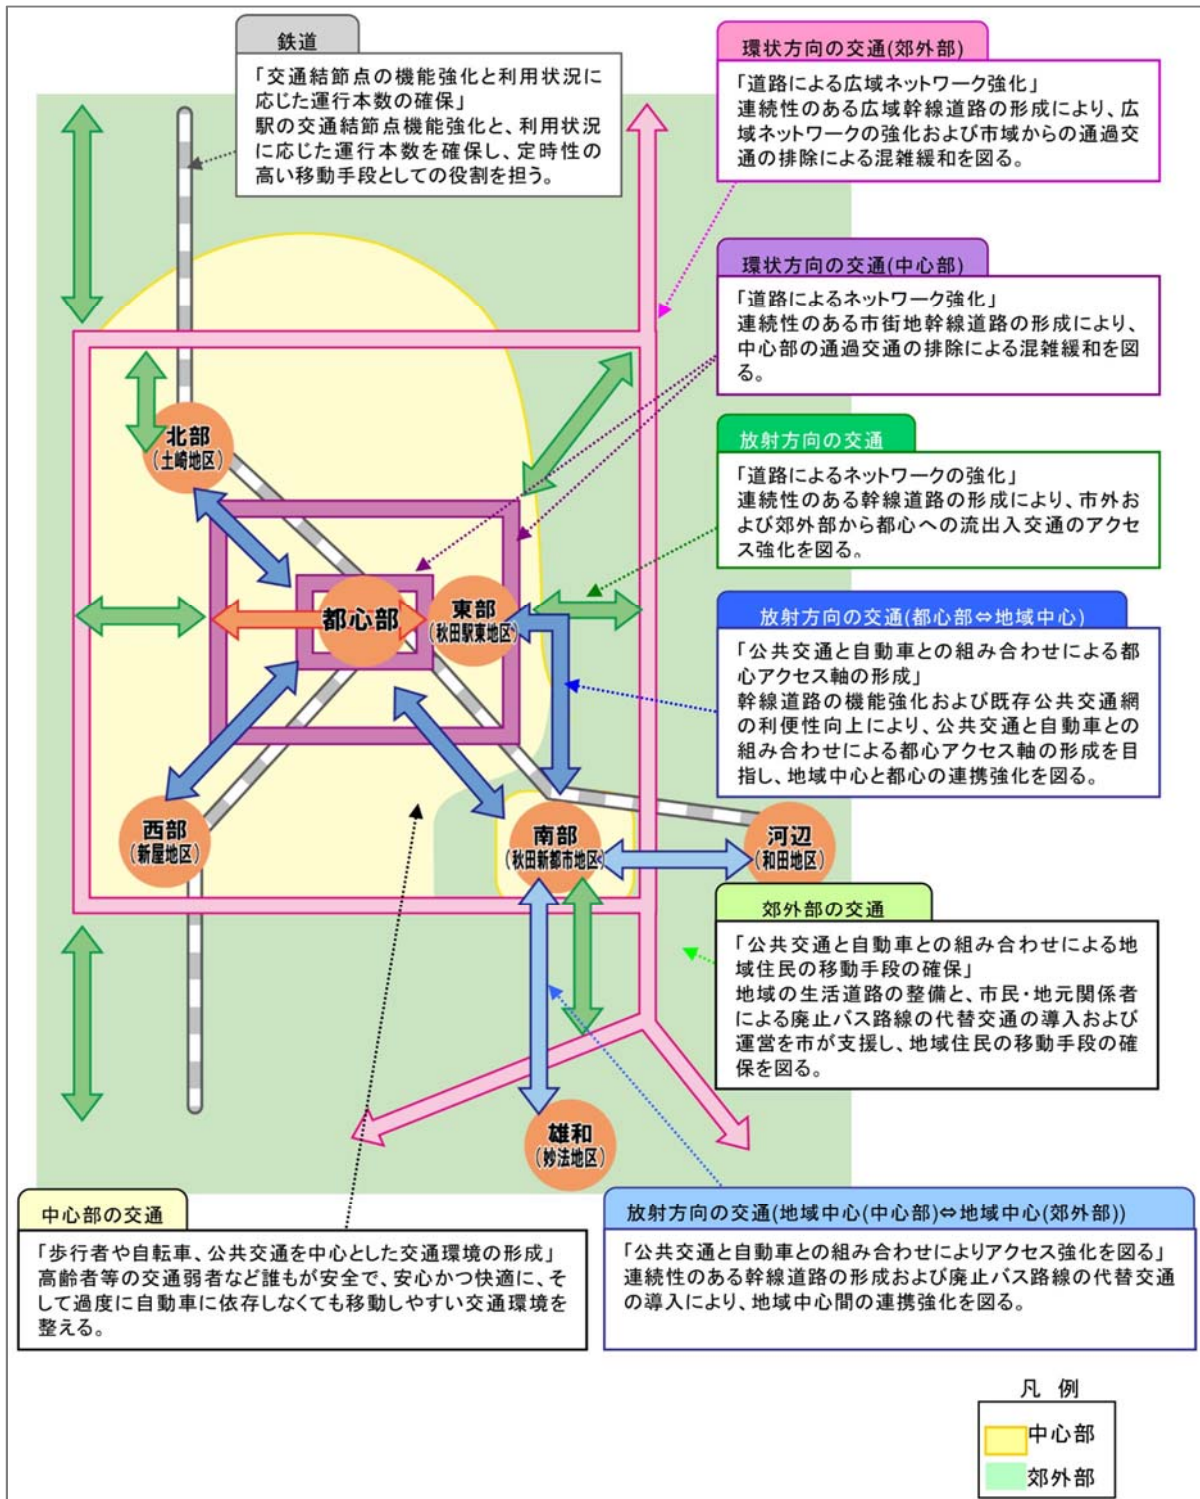 鉄道
「交通結節点の機能強化と利用状況に
応じた運行本数の確保」
駅の交通結節点機能強化と、利用状況
に応じた運行本数を確保し、定時性の
高い移動手段としての役割を担う。
環状方向の交通(郊外部)
「道路による広域ネットワーク強化」
連続性のある広域幹線道路の形成により、広
域ネットワークの強化および市域からの通過交
通の排除による混雑緩和を図る。
環状方向の交通(中心部)
「道路によるネットワーク強化」
連続性のある市街地幹線道路の形成により、
中心部の通過交通の排除による混雑緩和を図
る。
放射方向の交通
「道路によるネットワークの強化」
連続性のある幹線道路の形成により、市外お
よび郊外部から都心への流出入交通のアクセ
ス強化を図る。
放射方向の交通(都心部⇔地域中心)
「公共交通と自動車との組み合わせによる都
心アクセス軸の形成」
幹線道路の機能強化および既存公共交通網
の利便性向上により、公共交通と自動車との
組み合わせによる都心アクセス軸の形成を目
指し、地域中心と都心の連携強化を図る。
北部
(土崎地区)
都心部
東部
(秋田駅東地区)
西部
(新屋地区)
南部
(秋田新都市地区)
河辺
(和田地区)
雄和
(妙法地区)
郊外部の交通
「公共交通と自動車との組み合わせによる地
域住民の移動手段の確保」
地域の生活道路の整備と、市民・地元関係者
による廃止バス路線の代替交通の導入および
運営を市が支援し、地域住民の移動手段の確
保を図る。
中心部の交通
「歩行者や自転車、公共交通を中心とした交通環境の形成」
高齢者等の交通弱者など誰もが安全で、安心かつ快適に、そ
して過度に自動車に依存しなくても移動しやすい交通環境を
整える。
放射方向の交通(地域中心(中心部)⇔地域中心(郊外部))
「公共交通と自動車との組み合わせによりアクセス強化を図る」
連続性のある幹線道路の形成および廃止バス路線の代替交通
の導入により、地域中心間の連携強化を図る。
凡 例
中心部
郊外部